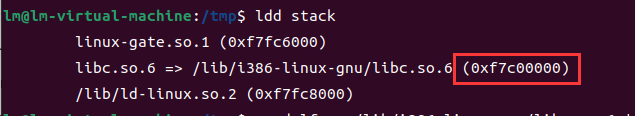 lm@lm-virtual-machine:/tmp$ ldd stack
linux-gate.so.1 (0xf7fc6000)
libc.so.6 => /lib/i386-linux-gnu/libc.so.6 (0xf7c00000)
/lib/ld-linux.so.2 (0xf7fc8000)